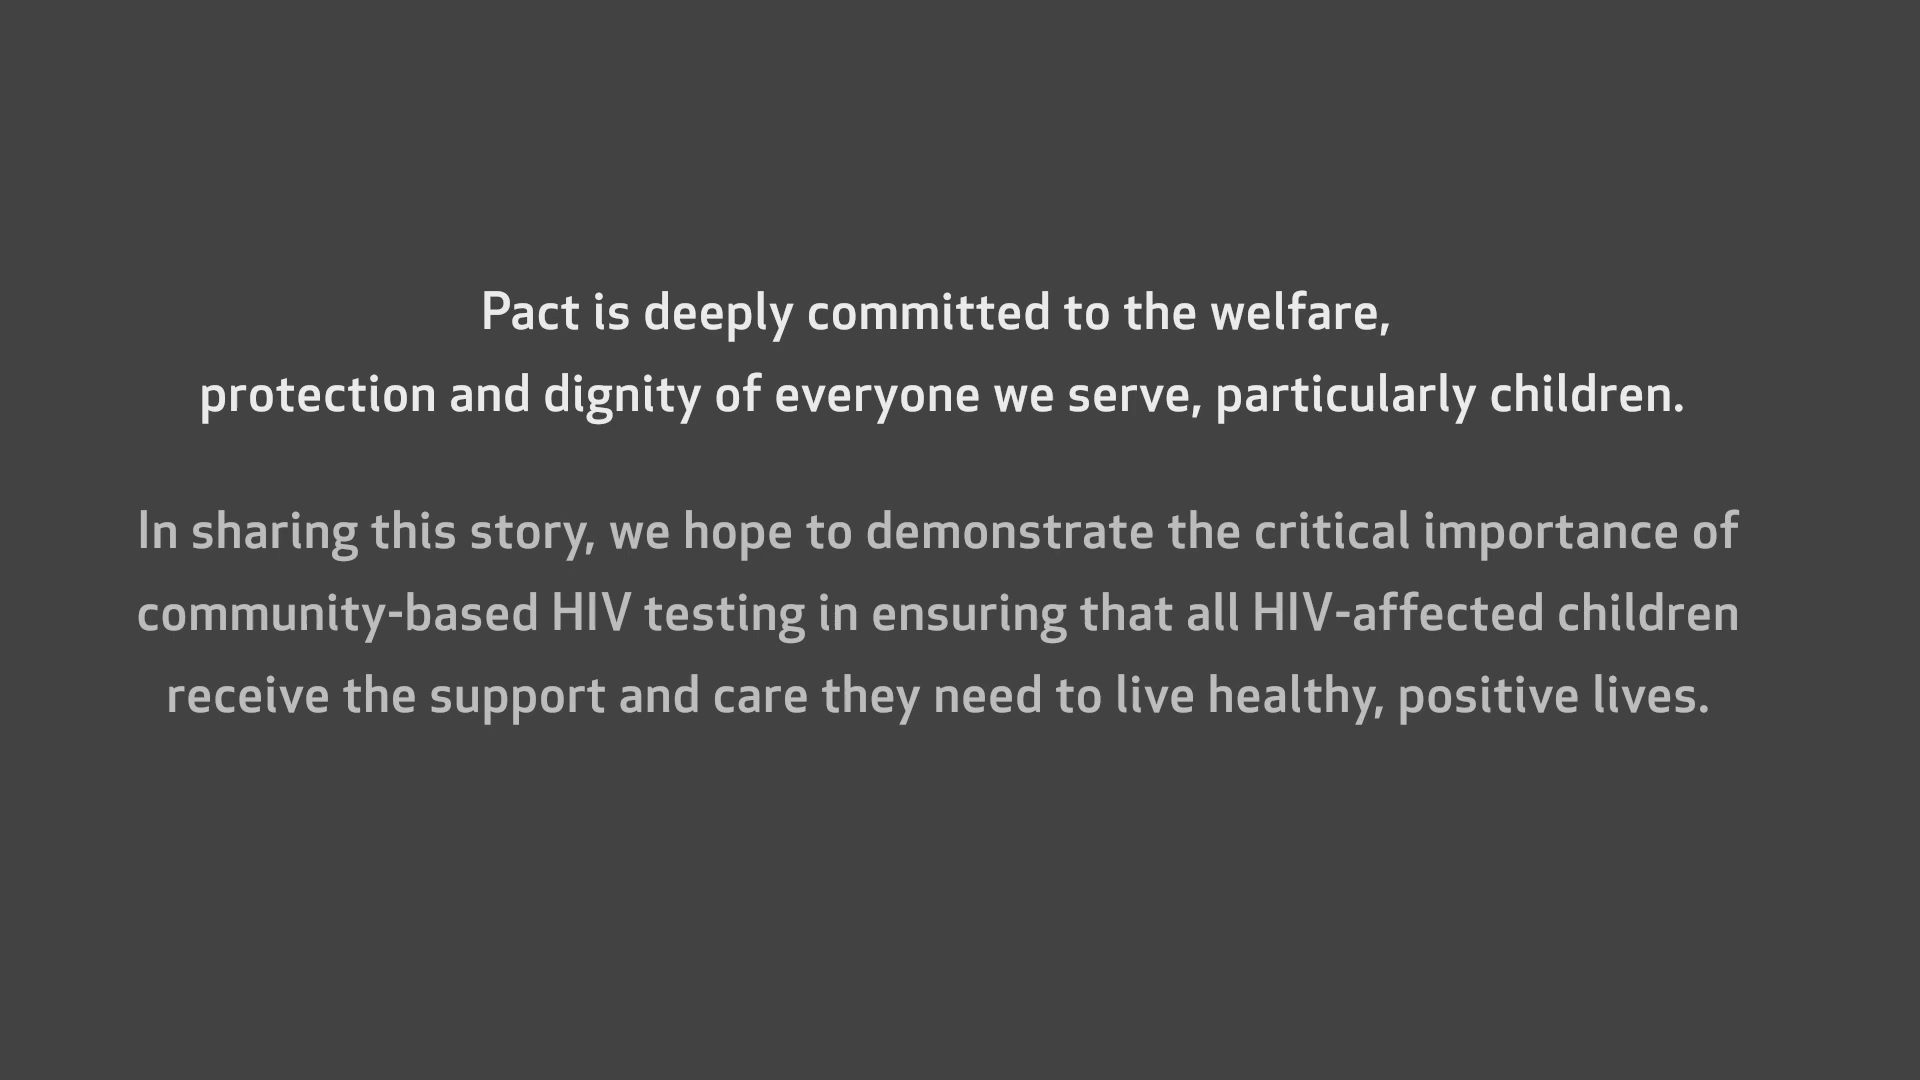 Pact is deeply committed to the welfare,
protection and dignity of everyone we serve, particularly children.
In sharing this story, we hope to demonstrate the critical importance of
community-based HIV testing in ensuring that all HIV-affected children
receive the support and care they need to live healthy, positive lives.